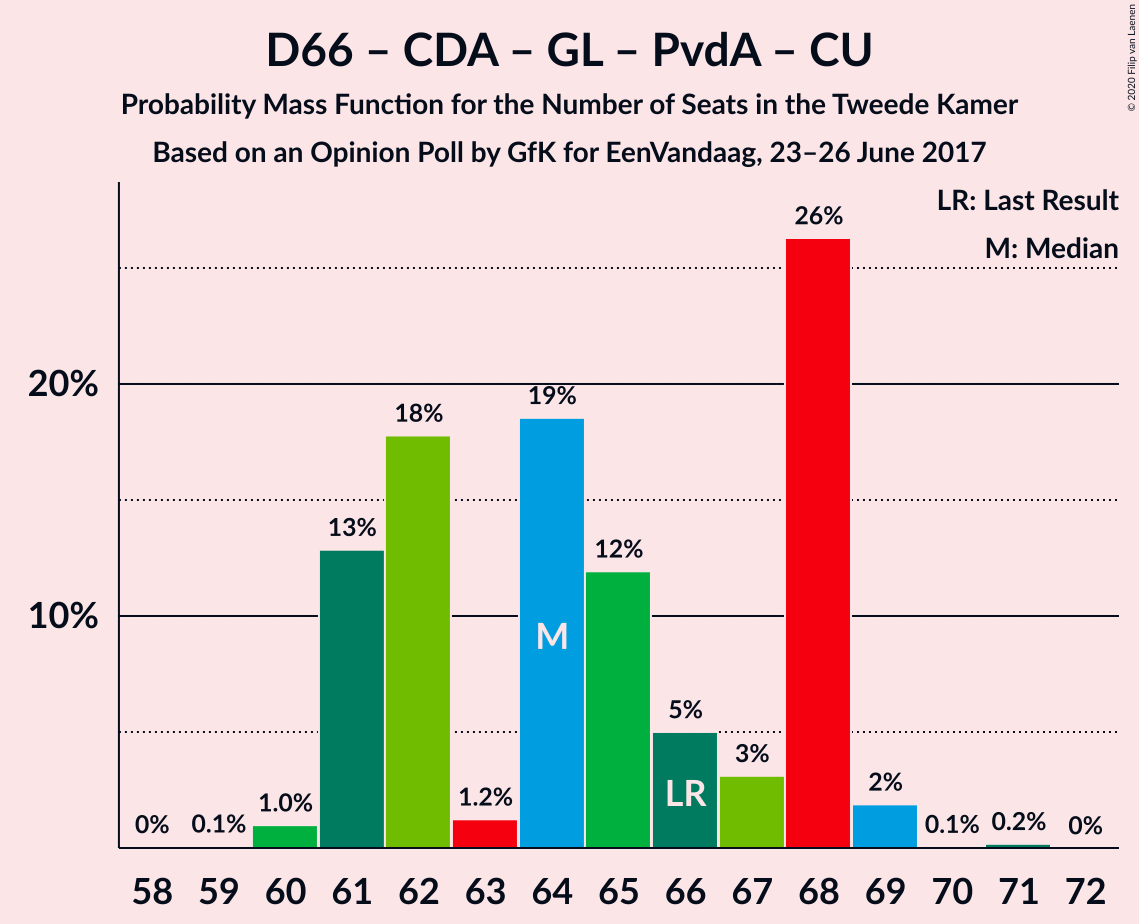 D66 – CDA – GL – PvdA – CU
Probability Mass Function for the Number of Seats in the Tweede Kamer
Based on an Opinion Poll by GfK for EenVandaag, 23–26 June 2017
© 2020 Filip van Laenen
LR: Last Result
M: Median
20%
10%
0%
0.1%
1.0%
13%
18%
1.2%
19%
12%
5%
3%
26%
2%
0.1%
0.2%
0%
M
LR
58 59 60 61 62 63 64 65 66 67 68 69 70 71 72